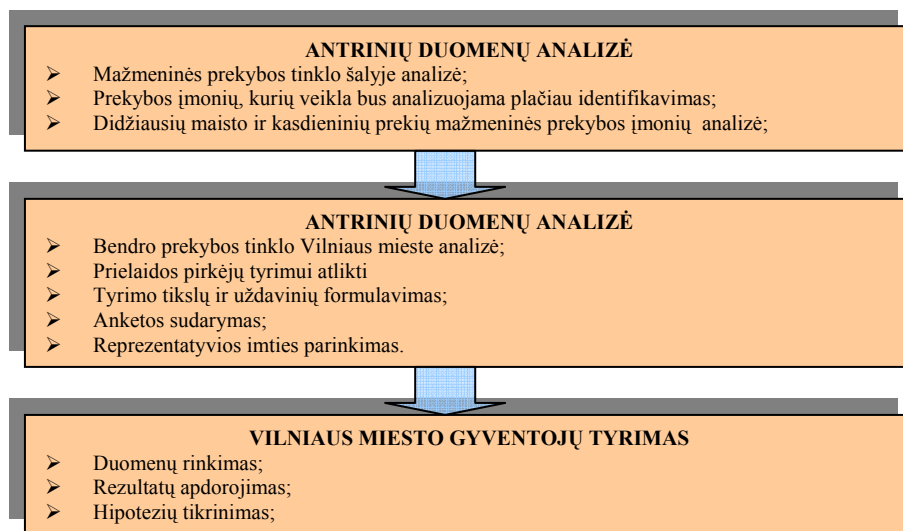 ANTRINIŲ DUOMENŲ ANALIZĖ
➢ Mažmeninės prekybos tinklo šalyje analizė;
➢ Prekybos įmonių, kurių veikla bus analizuojama plačiau identifikavimas;
➢ Didžiausių maisto ir kasdieninių prekių mažmeninės prekybos įmonių analizė;
ANTRINIŲ DUOMENŲ ANALIZĖ
➢ Bendro prekybos tinklo Vilniaus mieste analizė;
➢ Prielaidos pirkėjų tyrimui atlikti
➢ Tyrimo tikslų ir uždavinių formulavimas;
➢ Anketos sudarymas;
➢ Reprezentatyvios imties parinkimas.
VILNIAUS MIESTO GYVENTOJŲ TYRIMAS
➢ Duomenų rinkimas;
➢ Rezultatų apdorojimas;
➢ Hipotezių tikrinimas;